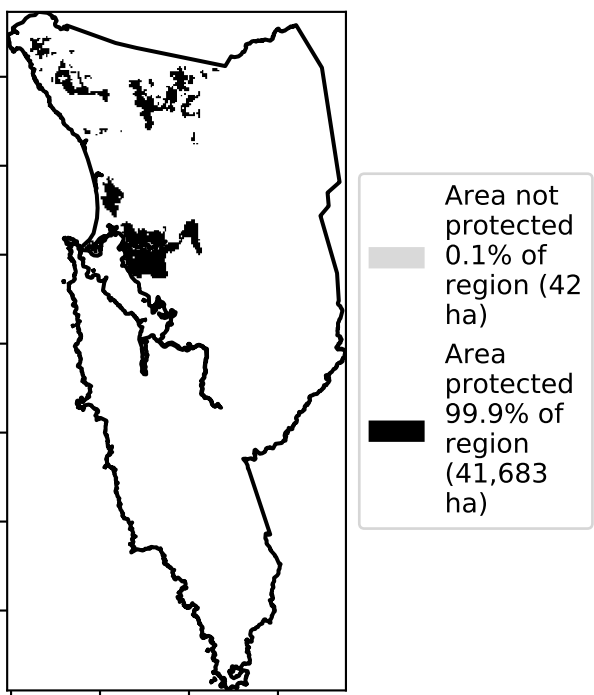 Area not
protected
0.1% of
region (42
ha)
Area
protected
99.9% of
region
(41,683
ha)